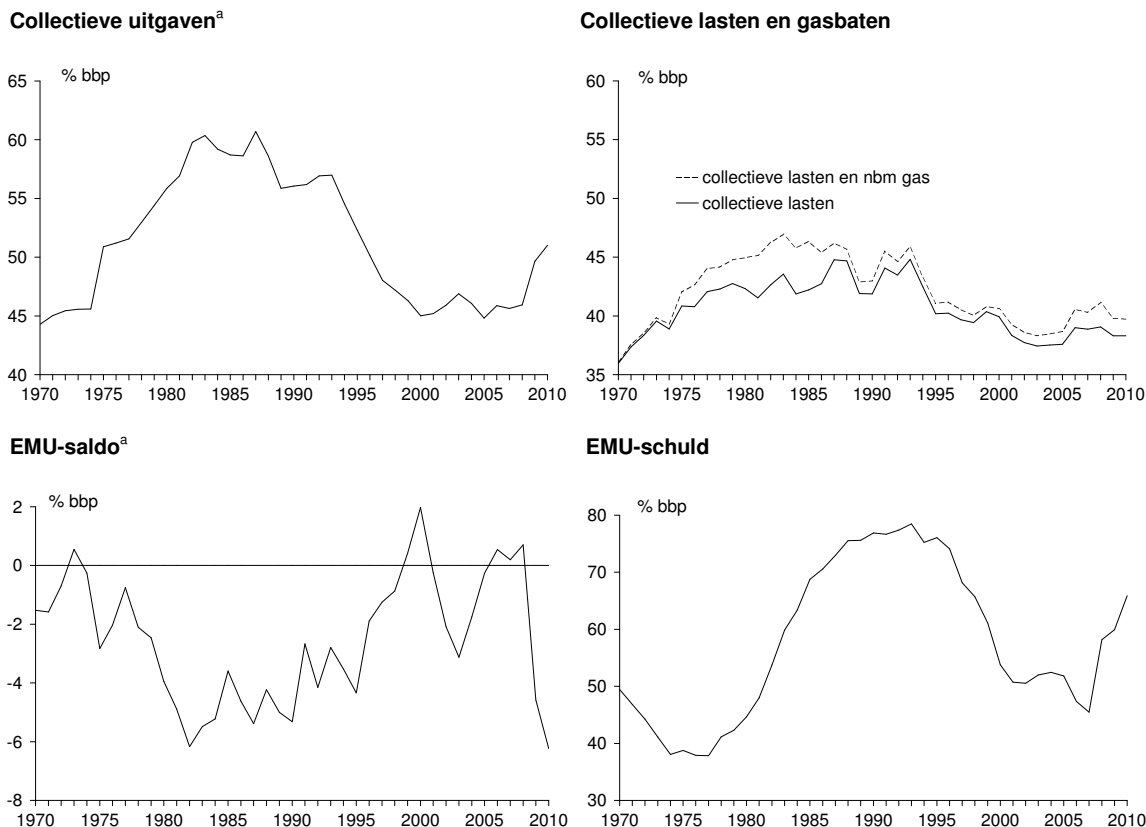 Collectieve uitgavenᵃ
% bbp
65
60
55
50
45
40
1970 1975 1980 1985 1990 1995 2000 2005 2010
Collectieve lasten en gasbaten
% bbp
60
55
50
45
40
35
collectieve lasten en nbm gas
collectieve lasten
1970 1975 1980 1985 1990 1995 2000 2005 2010
EMU-saldoᵃ
% bbp
2
0
-2
-4
-6
-8
1970 1975 1980 1985 1990 1995 2000 2005 2010
EMU-schuld
% bbp
80
70
60
50
40
30
1970 1975 1980 1985 1990 1995 2000 2005 2010